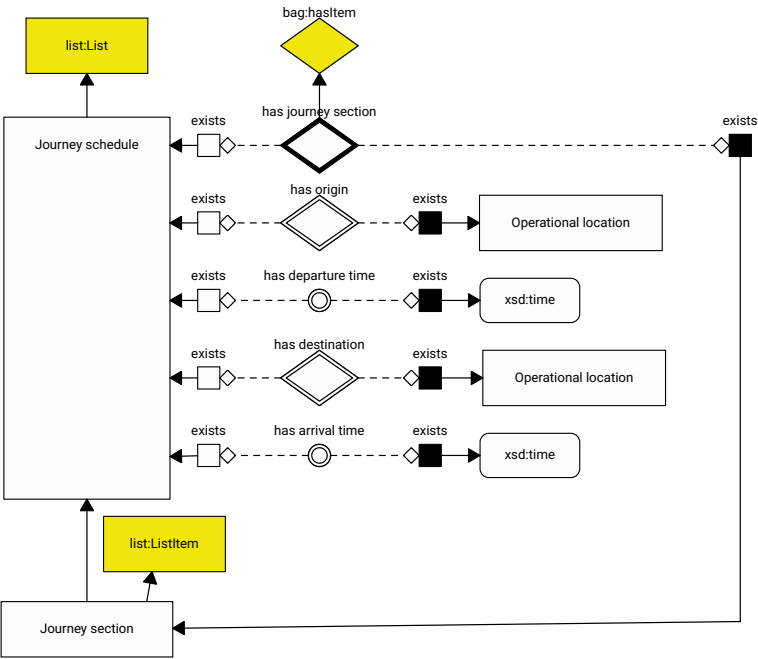 bag:hasItem
list:List
has journey section
exists
exists
Journey schedule
has origin
exists
exists
Operational location
exists
has departure time
exists
xsd:time
has destination
exists
exists
Operational location
exists
has arrival time
exists
xsd:time
list:ListItem
Journey section